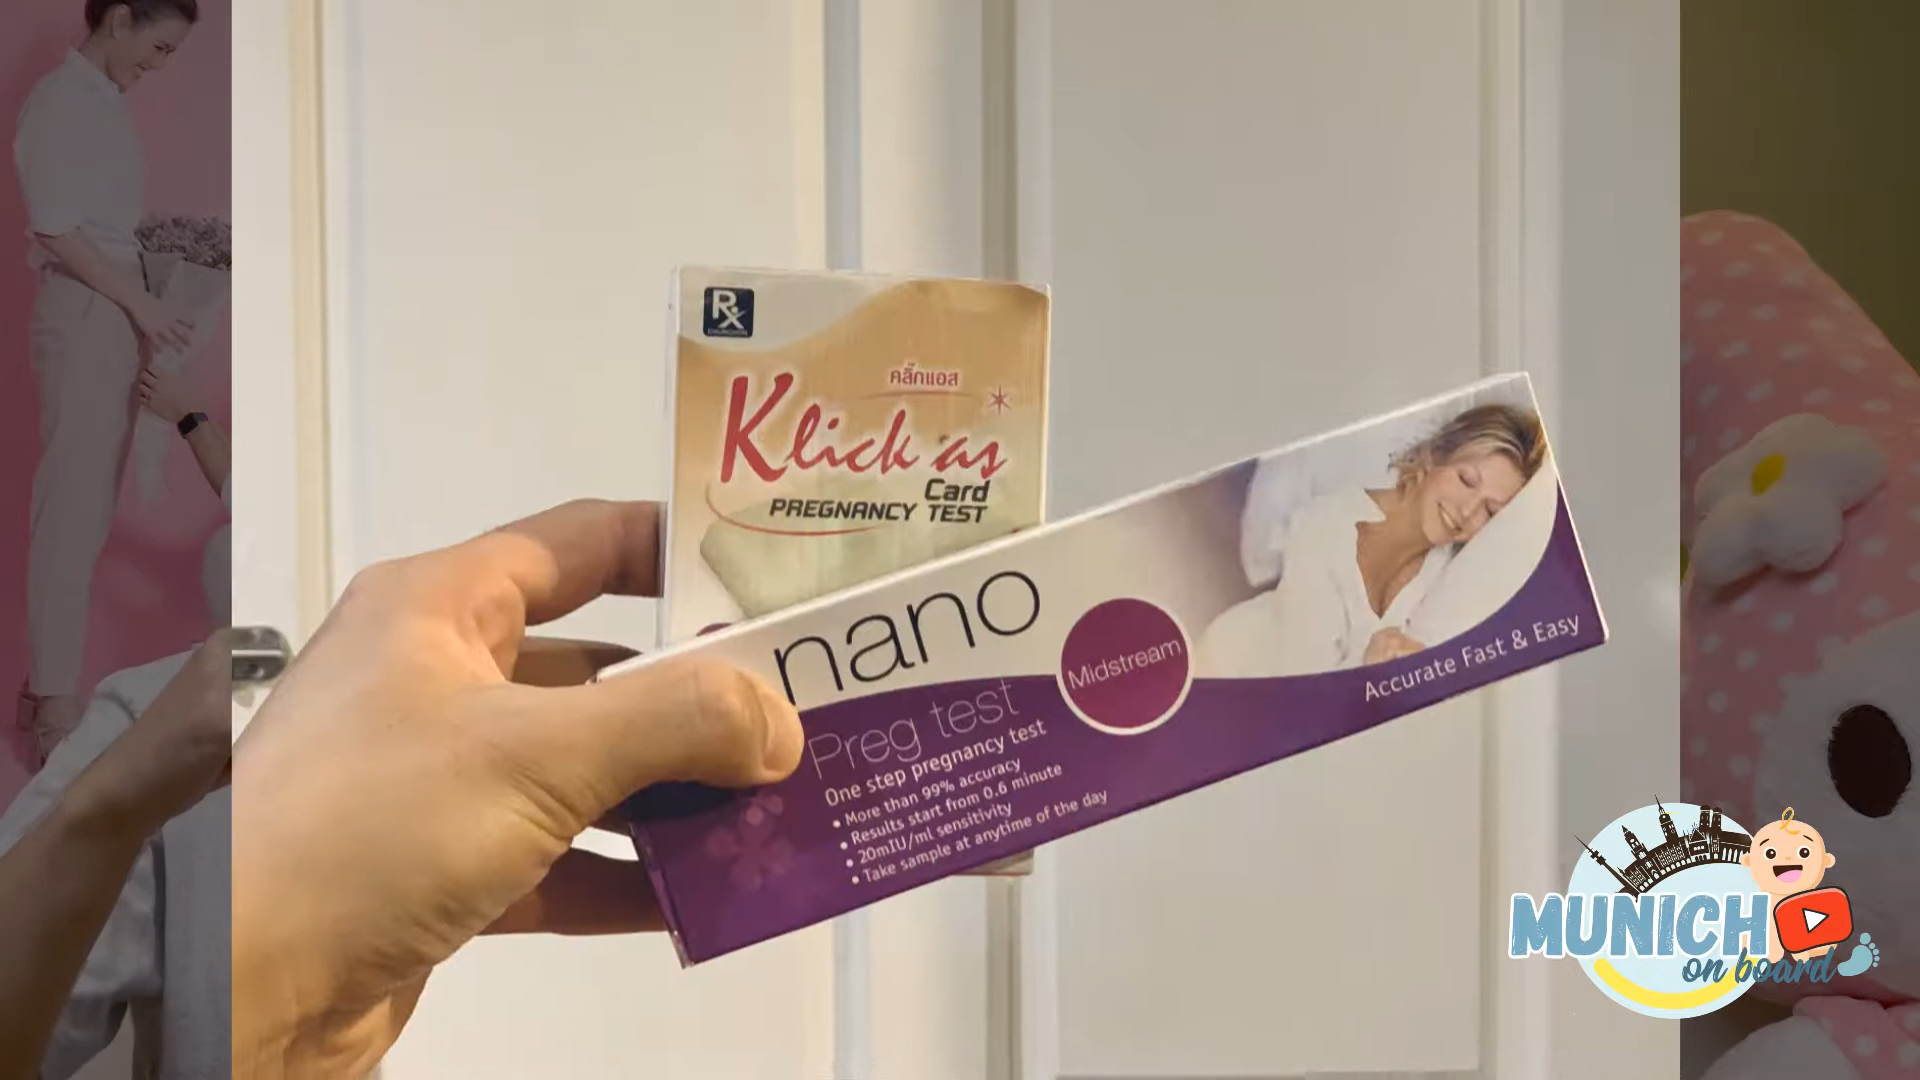 Rx
คลิ๊กแอส
Klick as
Card
PREGNANCY TEST
nano
Midstream
Preg test
One step pregnancy test
• More than 99% accuracy
• Results start from 0.6 minute
• 20mIU/ml sensitivity
• Take sample at anytime of the day
Accurate Fast & Easy
MUNICH
on board